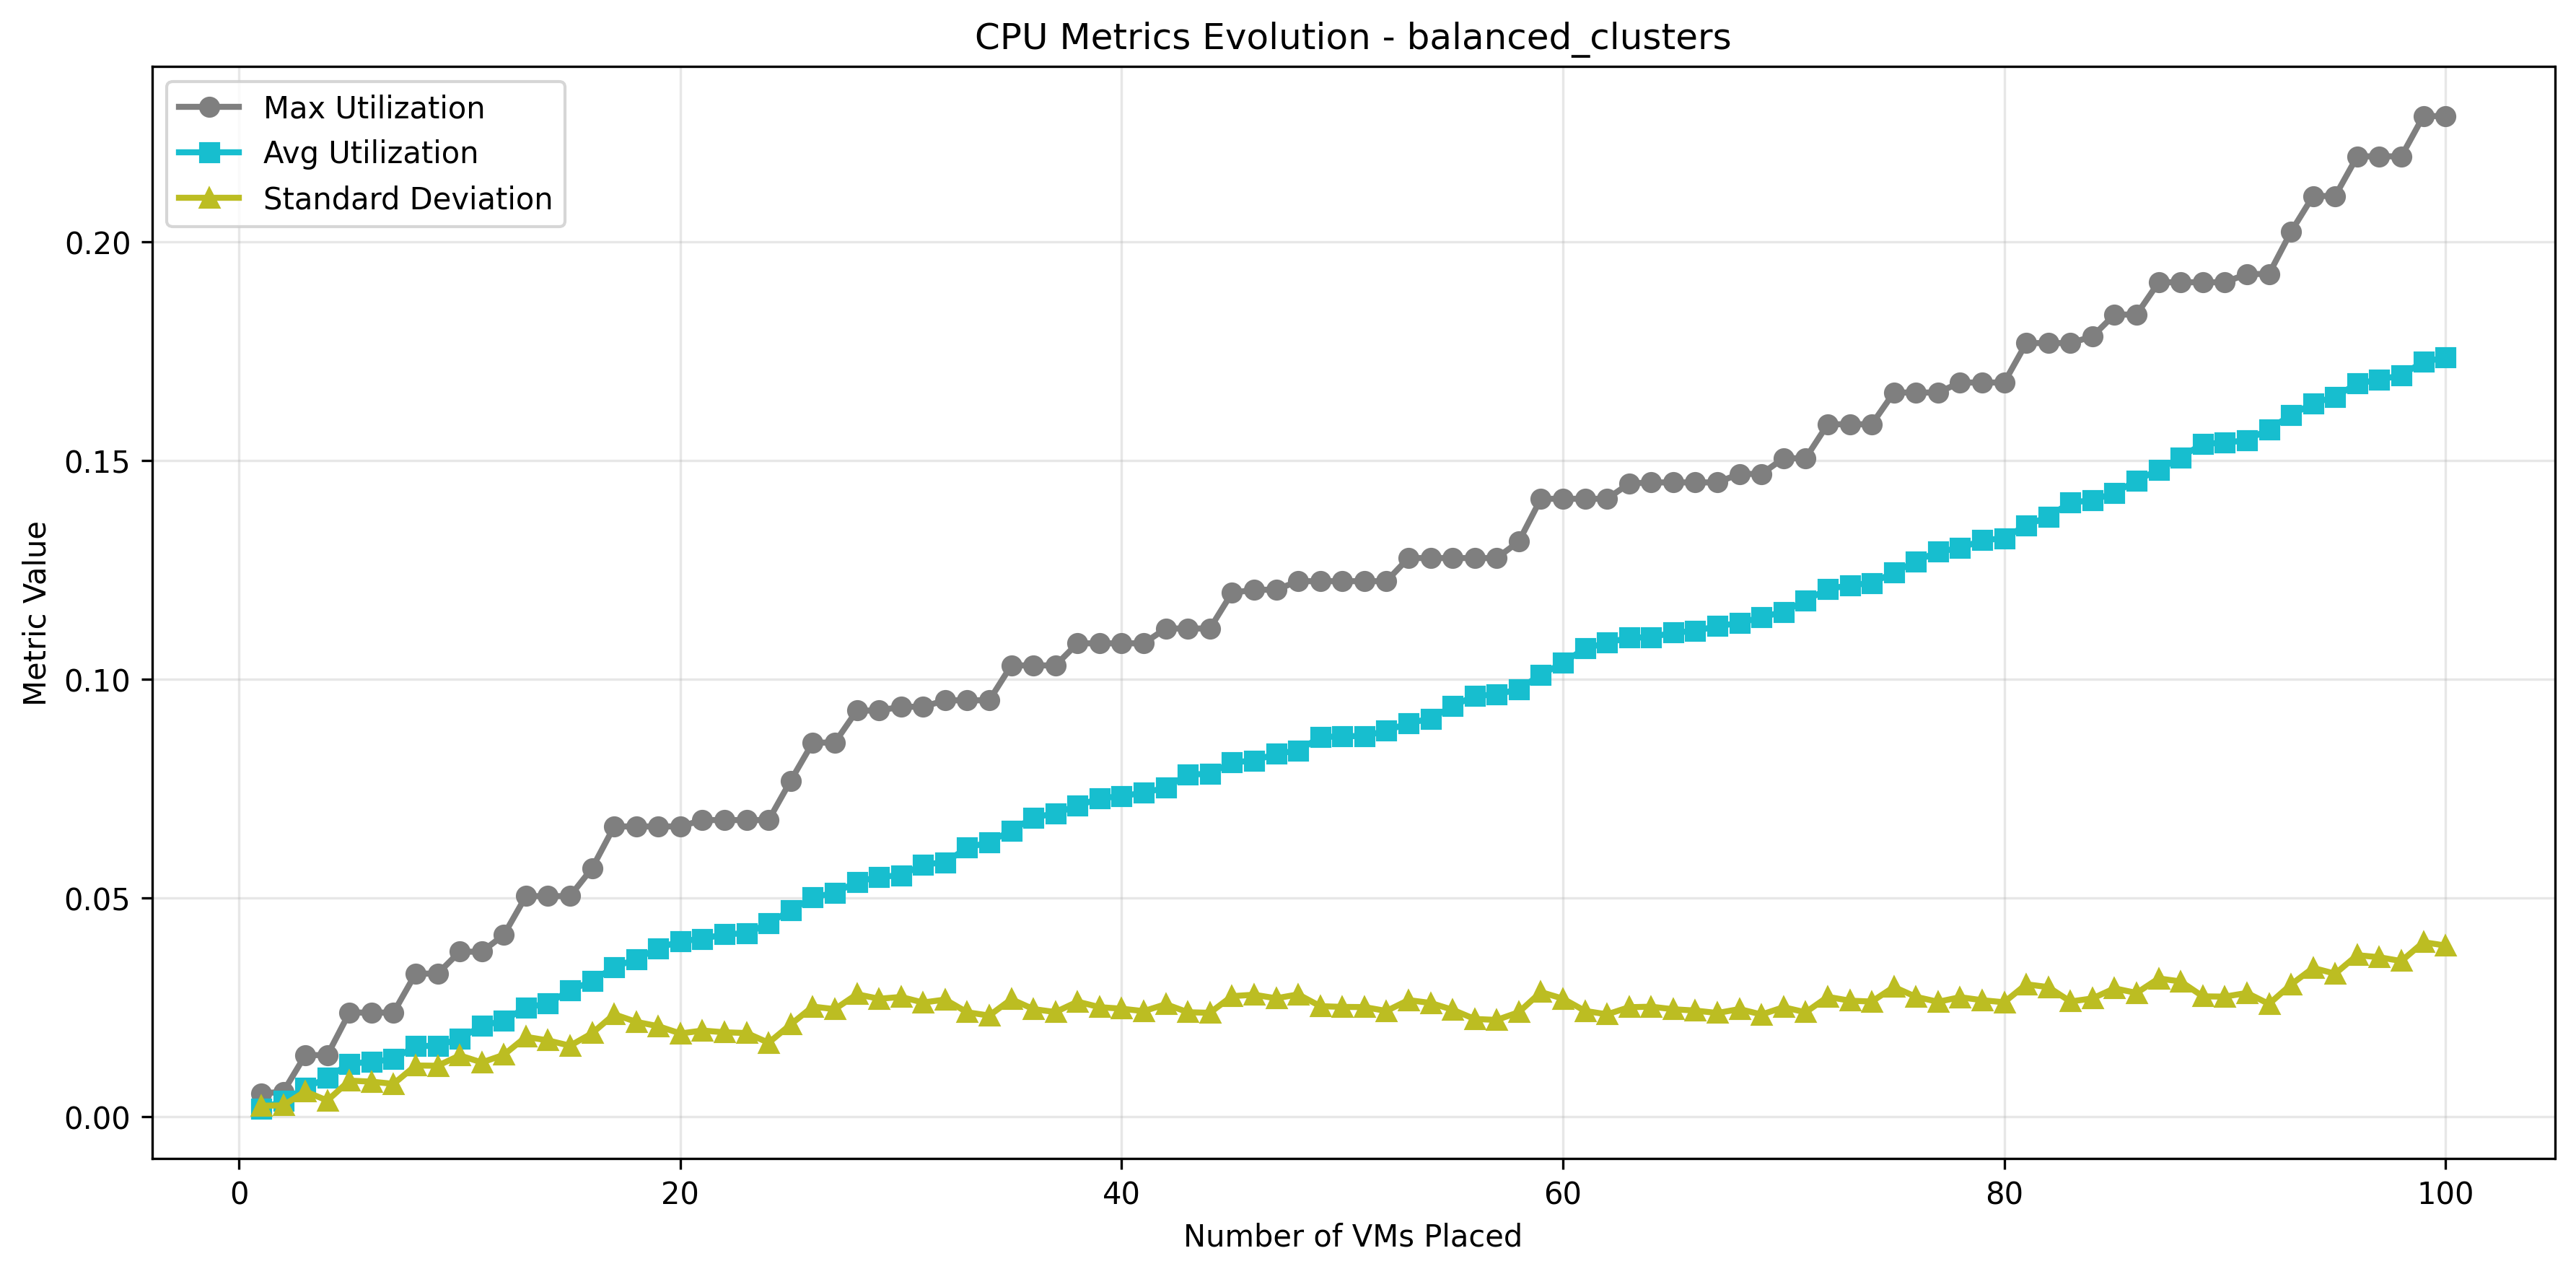 CPU Metrics Evolution - balanced_clusters
Max Utilization
Avg Utilization
Standard Deviation
0.20
0.15
0.10
0.05
0.00
Metric Value
0 20 40 60 80 100
Number of VMs Placed